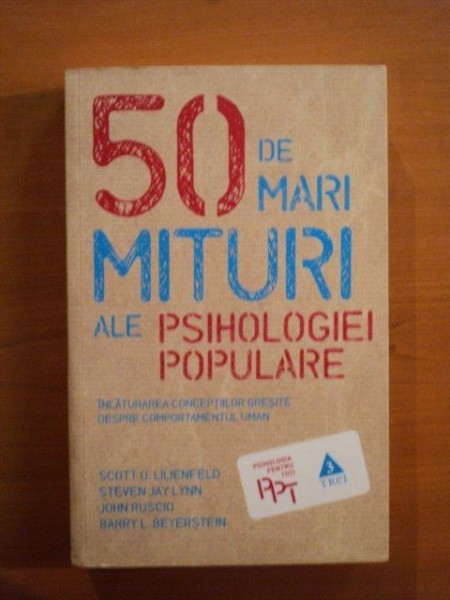 50 DE
MARI
MITURI
ALE PSIHOLOGIEI
POPULARE
ÎNLĂTURAREA CONCEPȚIILOR GREȘITE
DESPRE COMPORTAMENTUL UMAN
SCOTT O. LILIENFELD
STEVEN JAY LYNN
JOHN RUSCIO
BARRY L. BEYERSTEIN
PSIHOLOGIA
PENTRU
TOȚI
PPT
3
TREI